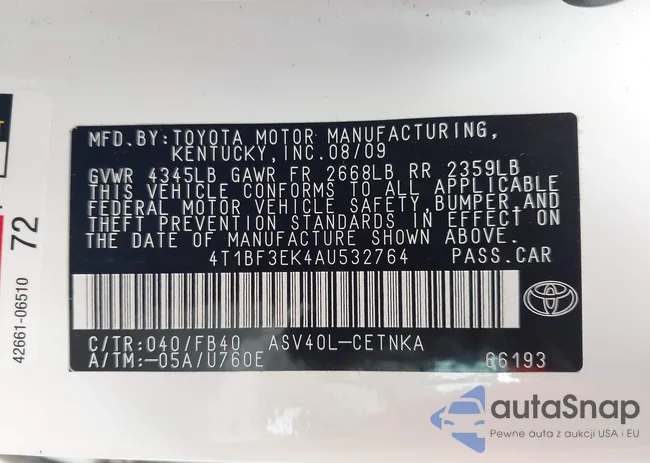 MFD.BY:TOYOTA MOTOR MANUFACTURING,
KENTUCKY,INC.08/09
GVWR 4345LB GAWR FR 2668LB RR 2359LB
THIS VEHICLE CONFORMS TO ALL APPLICABLE
FEDERAL MOTOR VEHICLE SAFETY,BUMPER,AND
THEFT PREVENTION STANDARDS IN EFFECT ON
THE DATE OF MANUFACTURE SHOWN ABOVE.
4T1BF3EK4AU532764 PASS.CAR
C/TR:040/FB40 ASV40L-CETNKA
A/TM:-05A/U760E 66193
42661-06510
72
autaSnap
Pewne auta z aukcji USA i EU